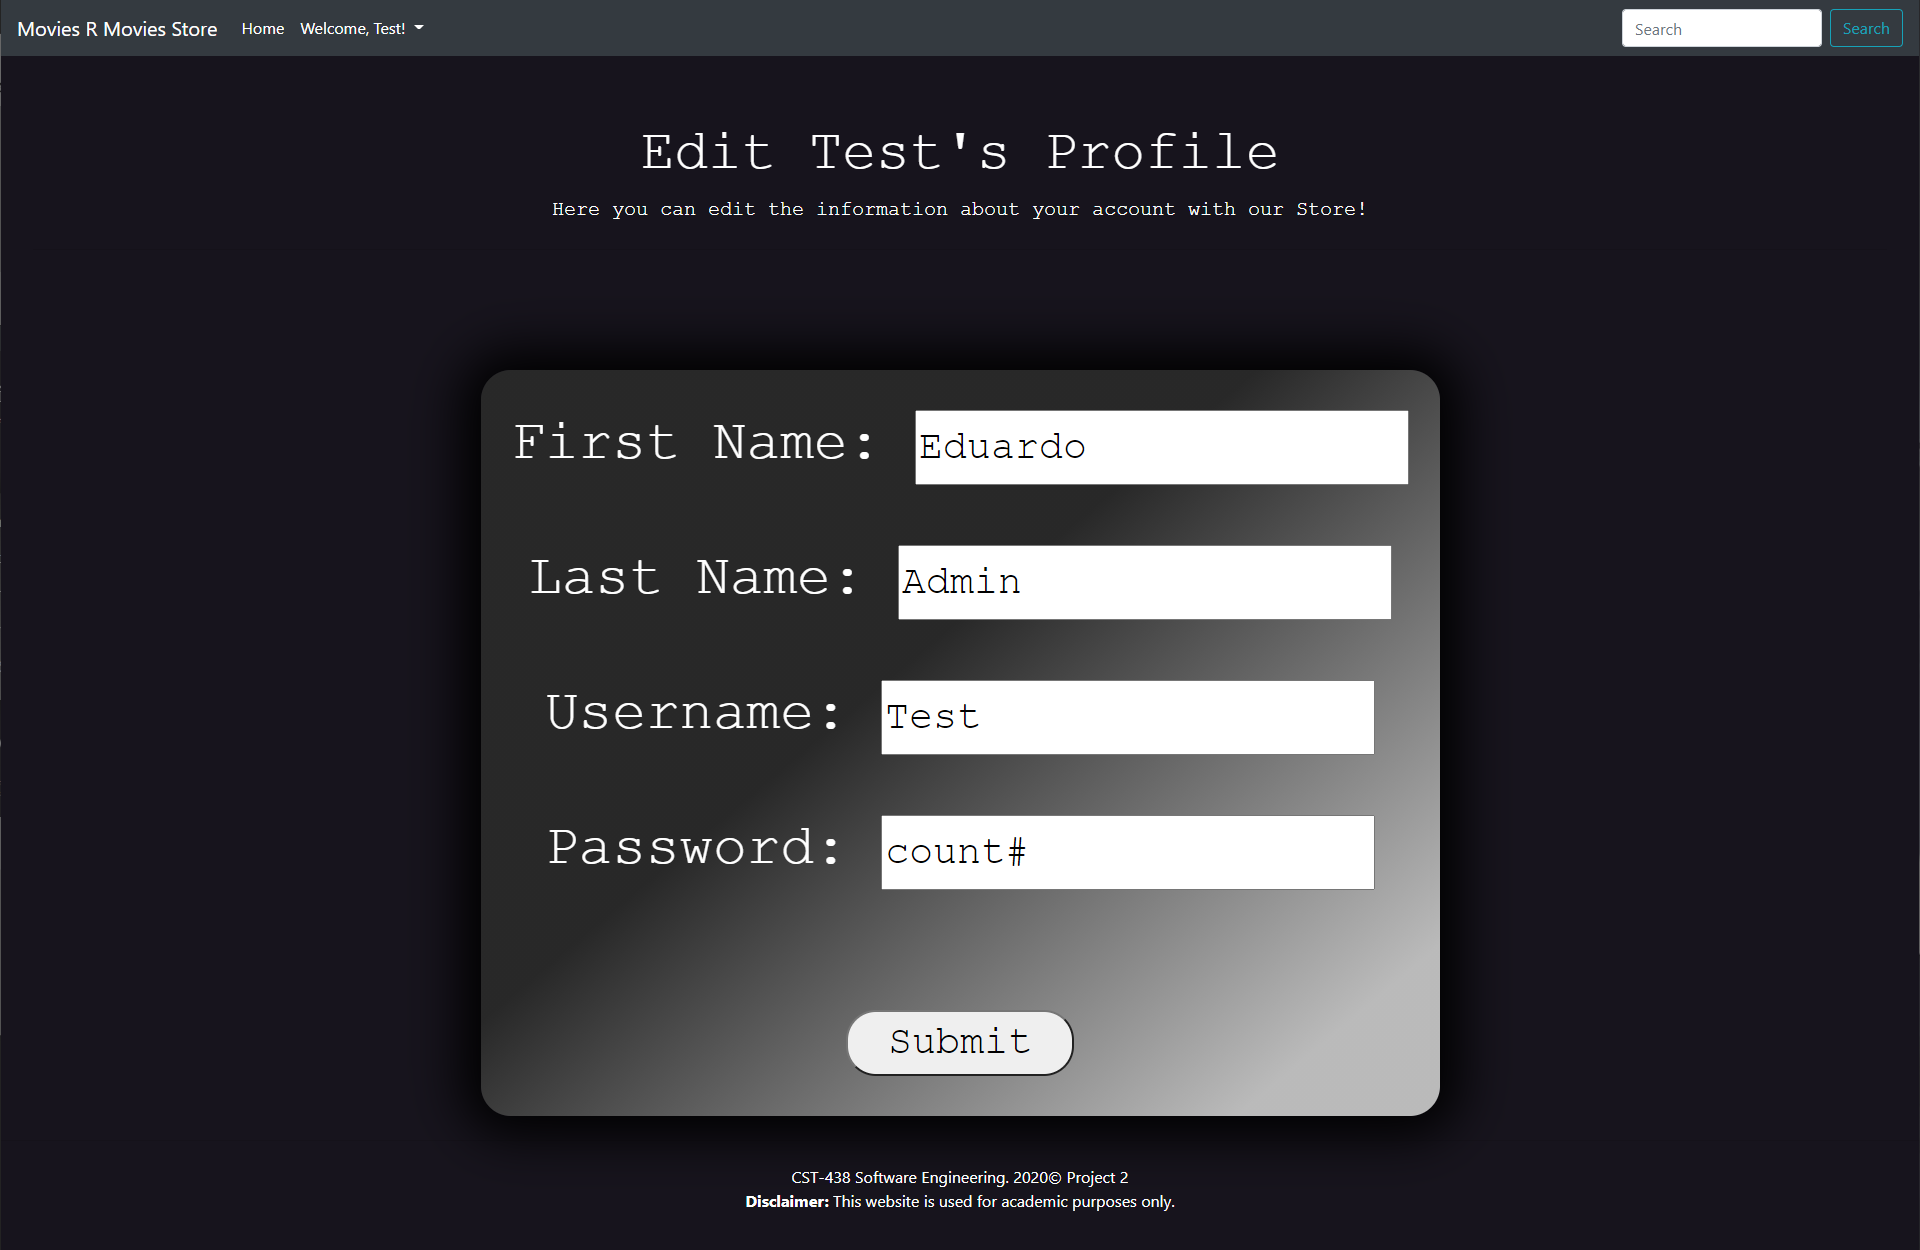 Movies R Movies Store Home Welcome, Test! Search Search
Edit Test's Profile
Here you can edit the information about your account with our Store!
First Name: Eduardo
Last Name: Admin
Username: Test
Password: count#
Submit
CST-438 Software Engineering. 2020© Project 2
Disclaimer: This website is used for academic purposes only.